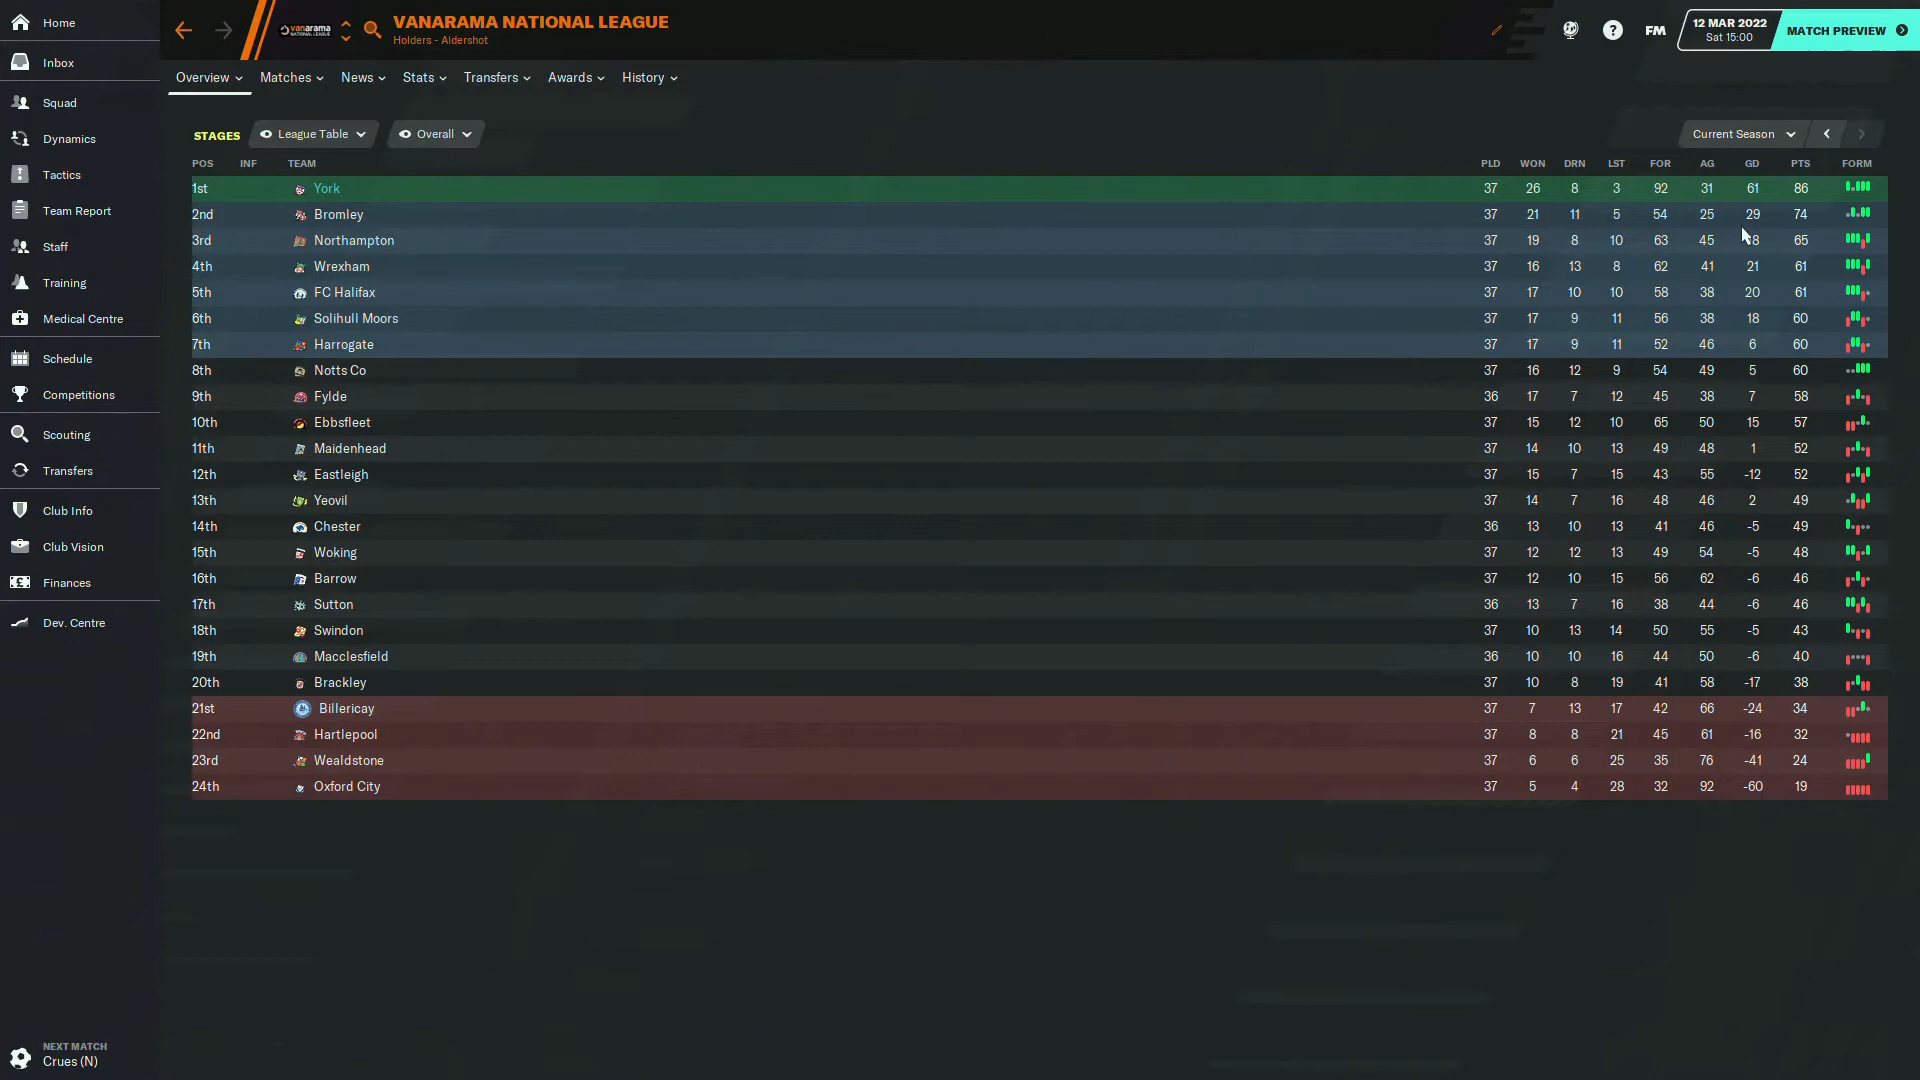 Home
Inbox
Squad
Dynamics
Tactics
Team Report
Staff
Training
Medical Centre
Schedule
Competitions
Scouting
Transfers
Club Info
Club Vision
Finances
Dev. Centre
NEXT MATCH
Crues (N)
vanarama
VANARAMA NATIONAL LEAGUE
Holders - Aldershot
FM
12 MAR 2022
Sat 15:00
MATCH PREVIEW
Overview Matches News Stats Transfers Awards History
STAGES League Table Overall Current Season
POS INF TEAM PLD WON DRN LST FOR AG GD PTS FORM
1st York 37 26 8 3 92 31 61 86
2nd Bromley 37 21 11 5 54 25 29 74
3rd Northampton 37 19 8 10 63 45 65
4th Wrexham 37 16 13 8 62 41 21 61
5th FC Halifax 37 17 10 10 58 38 20 61
6th Solihull Moors 37 17 9 11 56 38 18 60
7th Harrogate 37 17 9 11 52 46 6 60
8th Notts Co 37 16 12 9 54 49 5 60
9th Fylde 36 17 7 12 45 38 7 58
10th Ebbsfleet 37 15 12 10 65 50 15 57
11th Maidenhead 37 14 10 13 49 48 1 52
12th Eastleigh 37 15 7 15 43 55 -12 52
13th Yeovil 37 14 7 16 48 46 2 49
14th Chester 36 13 10 13 41 46 -5 49
15th Woking 37 12 12 13 49 54 -5 48
16th Barrow 37 12 10 15 56 62 -6 46
17th Sutton 36 13 7 16 38 44 -6 46
18th Swindon 37 10 13 14 50 55 -5 43
19th Macclesfield 36 10 10 16 44 50 -6 40
20th Brackley 37 10 8 19 41 58 -17 38
21st Billericay 37 7 13 17 42 66 -24 34
22nd Hartlepool 37 8 8 21 45 61 -16 32
23rd Wealdstone 37 6 6 25 35 76 -41 24
24th Oxford City 37 5 4 28 32 92 -60 19